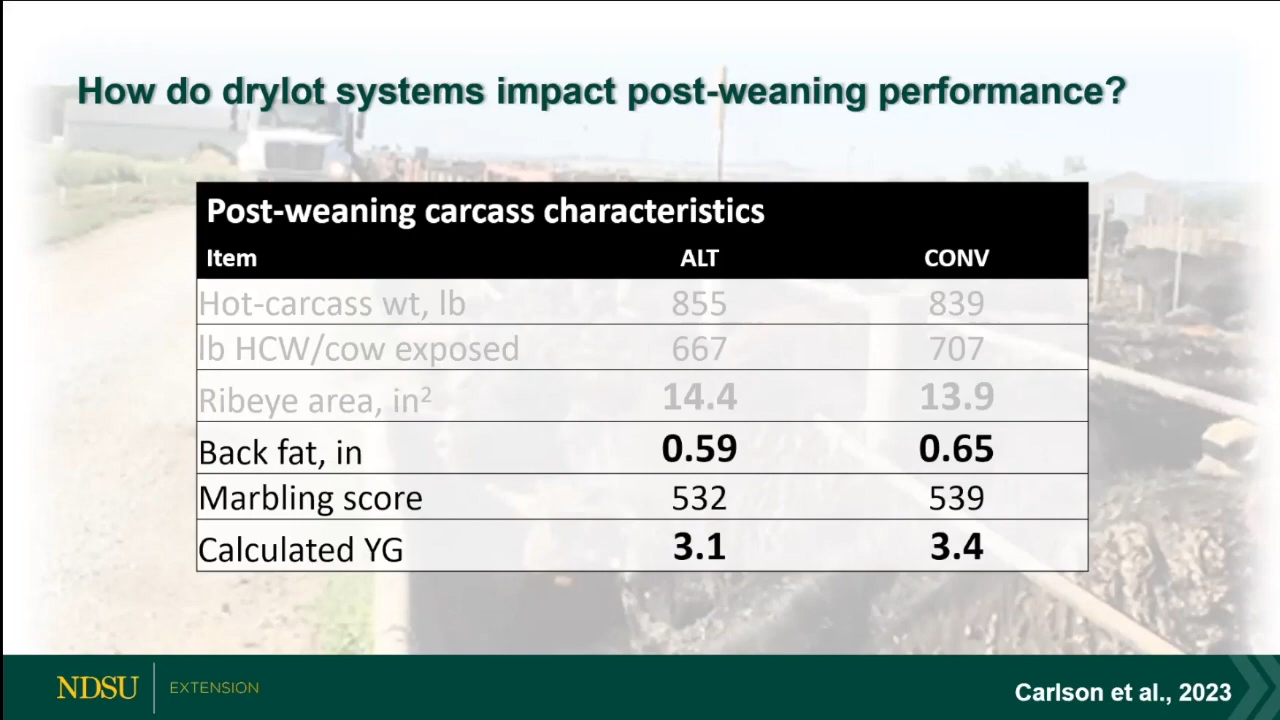 How do drylot systems impact post-weaning performance?
Post-weaning carcass characteristics
Item ALT CONV
Hot-carcass wt, lb 855 839
lb HCW/cow exposed 667 707
Ribeye area, in² 14.4 13.9
Back fat, in 0.59 0.65
Marbling score 532 539
Calculated YG 3.1 3.4
NDSU EXTENSION
Carlson et al., 2023